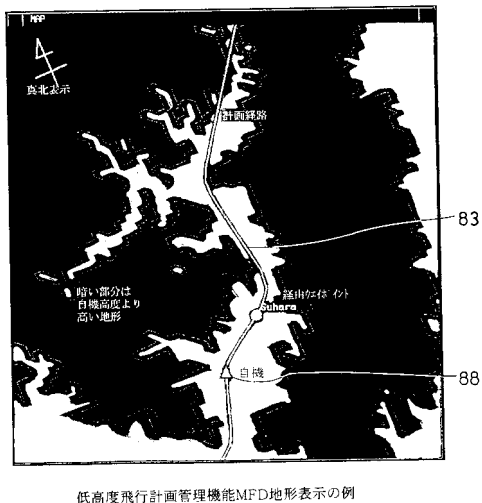 MAP
真北表示
計画経路
83
暗い部分は
自機高度より
高い地形
経由ウェイポイント
Suhara
自機
88
低高度飛行計画管理機能MFD地形表示の例